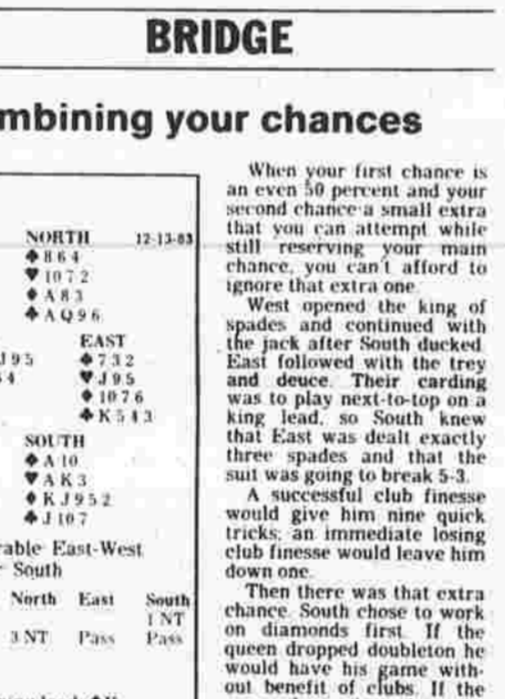 BRIDGE
mbining your chances
NORTH 12-13-83
♠ 8 6 4
♥ 10 7 2
♦ A 8 3
♣ A Q 9 6
EAST
J 9 5 ♠ 7 3 2
4 ♥ J 9 5
♦ 10 7 6
♣ K 5 4 3
SOUTH
♠ A 10
♥ A K 3
♦ K J 9 5 2
♣ J 10 7
rable East-West
r South
North East South
1 NT
3 NT Pass Pass
When your first chance is
an even 50 percent and your
second chance a small extra
that you can attempt while
still reserving your main
chance, you can't afford to
ignore that extra one.
West opened the king of
spades and continued with
the jack after South ducked.
East followed with the trey
and deuce. Their carding
was to play next-to-top on a
king lead, so South knew
that East was dealt exactly
three spades and that the
suit was going to break 5-3.
A successful club finesse
would give him nine quick
tricks; an immediate losing
club finesse would leave him
down one.
Then there was that extra
chance. South chose to work
on diamonds first. If the
queen dropped doubleton he
would have his game with-
out benefit of clubs. If the